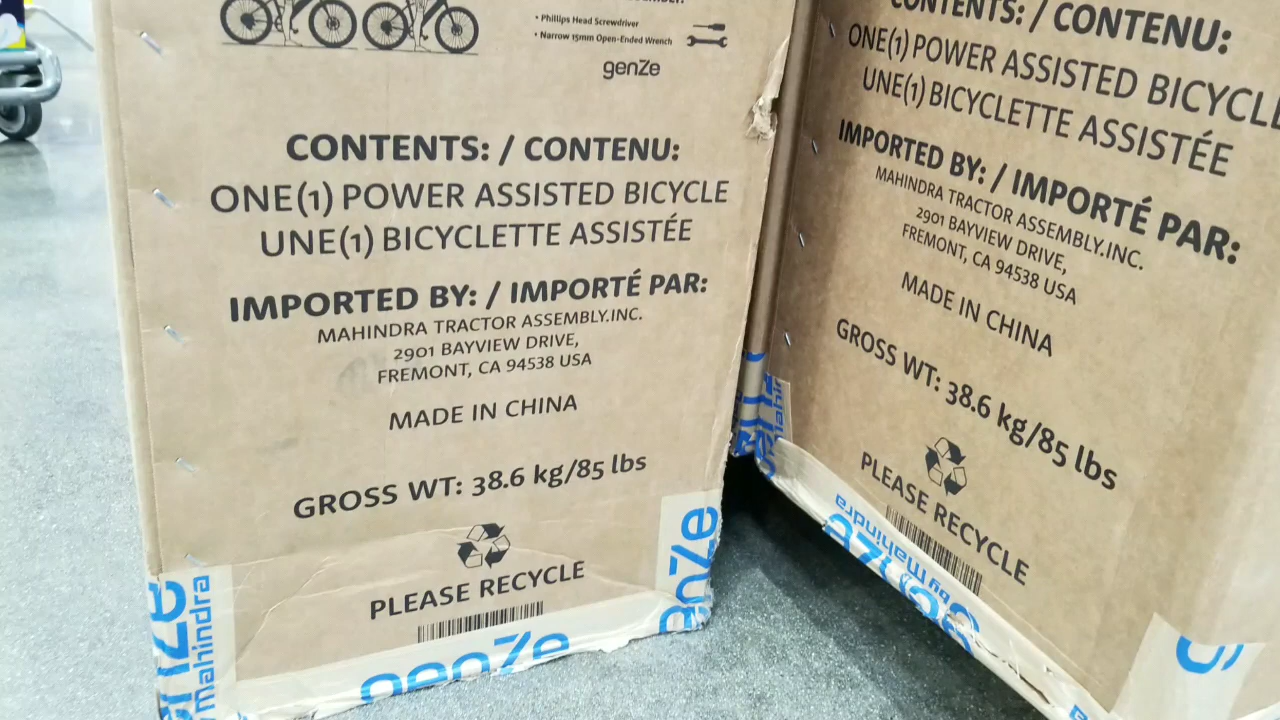 • Phillips Head Screwdriver
• Narrow 15mm Open-Ended Wrench
genZe
CONTENTS: / CONTENU:
ONE(1) POWER ASSISTED BICYCLE
UNE(1) BICYCLETTE ASSISTÉE
IMPORTED BY: / IMPORTÉ PAR:
MAHINDRA TRACTOR ASSEMBLY.INC.
2901 BAYVIEW DRIVE,
FREMONT, CA 94538 USA
MADE IN CHINA
GROSS WT: 38.6 kg/85 lbs
PLEASE RECYCLE
genZe
genZe
Mahindra
CONTENTS: / CONTENU:
ONE(1) POWER ASSISTED BICYCLE
UNE(1) BICYCLETTE ASSISTÉE
IMPORTED BY: / IMPORTÉ PAR:
MAHINDRA TRACTOR ASSEMBLY.INC.
2901 BAYVIEW DRIVE,
FREMONT, CA 94538 USA
MADE IN CHINA
GROSS WT: 38.6 kg/85 lbs
PLEASE RECYCLE
by Mahindra